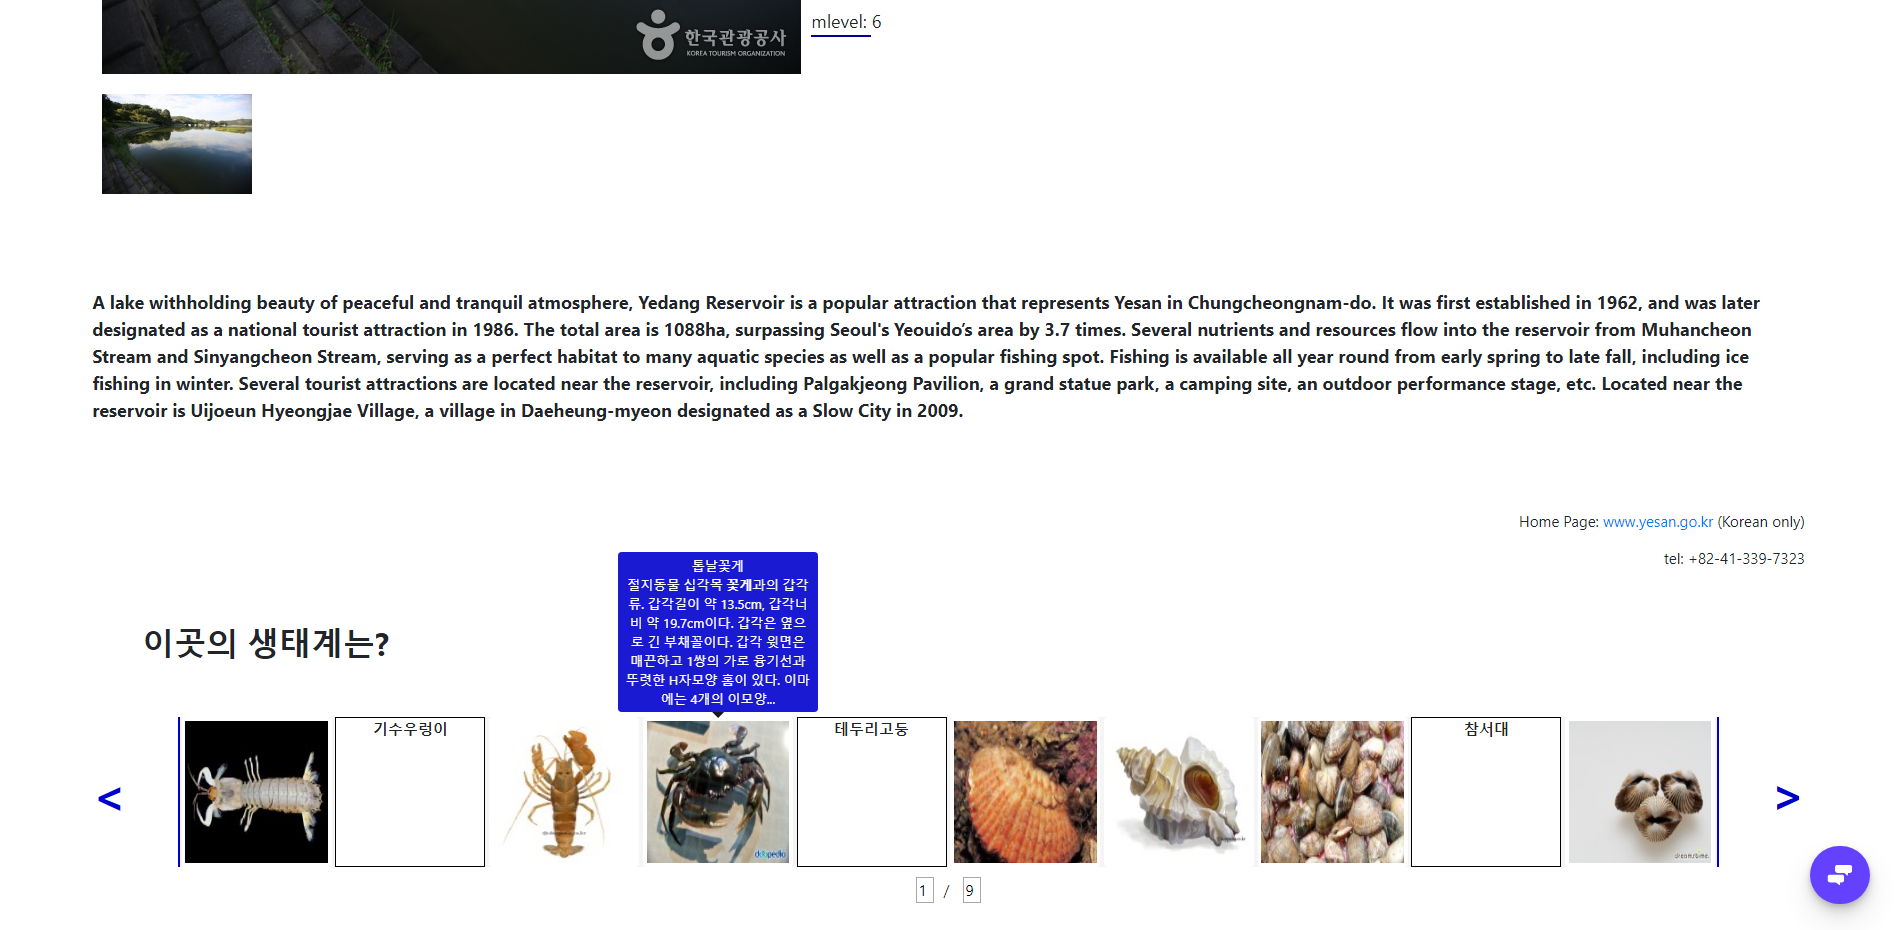 한국관광공사
KOREA TOURISM ORGANIZATION
mlevel: 6
A lake withholding beauty of peaceful and tranquil atmosphere, Yedang Reservoir is a popular attraction that represents Yesan in Chungcheongnam-do. It was first established in 1962, and was later
designated as a national tourist attraction in 1986. The total area is 1088ha, surpassing Seoul's Yeouido’s area by 3.7 times. Several nutrients and resources flow into the reservoir from Muhancheon
Stream and Sinyangcheon Stream, serving as a perfect habitat to many aquatic species as well as a popular fishing spot. Fishing is available all year round from early spring to late fall, including ice
fishing in winter. Several tourist attractions are located near the reservoir, including Palgakjeong Pavilion, a grand statue park, a camping site, an outdoor performance stage, etc. Located near the
reservoir is Uijoeun Hyeongjae Village, a village in Daeheung-myeon designated as a Slow City in 2009.
Home Page: www.yesan.go.kr (Korean only)
tel: +82-41-339-7323
톱날꽃게
절지동물 십각목 꽃게과의 갑각
류. 갑각길이 약 13.5cm, 갑각너
비 약 19.7cm이다. 갑각은 옆으
로 긴 부채꼴이다. 갑각 윗면은
매끈하고 1쌍의 가로 융기선과
뚜렷한 H자모양 홈이 있다. 이마
에는 4개의 이모양...
이곳의 생태계는?
<
기수우렁이
doopedia
테두리고둥
참서대
dreamstime.
>
1 / 9